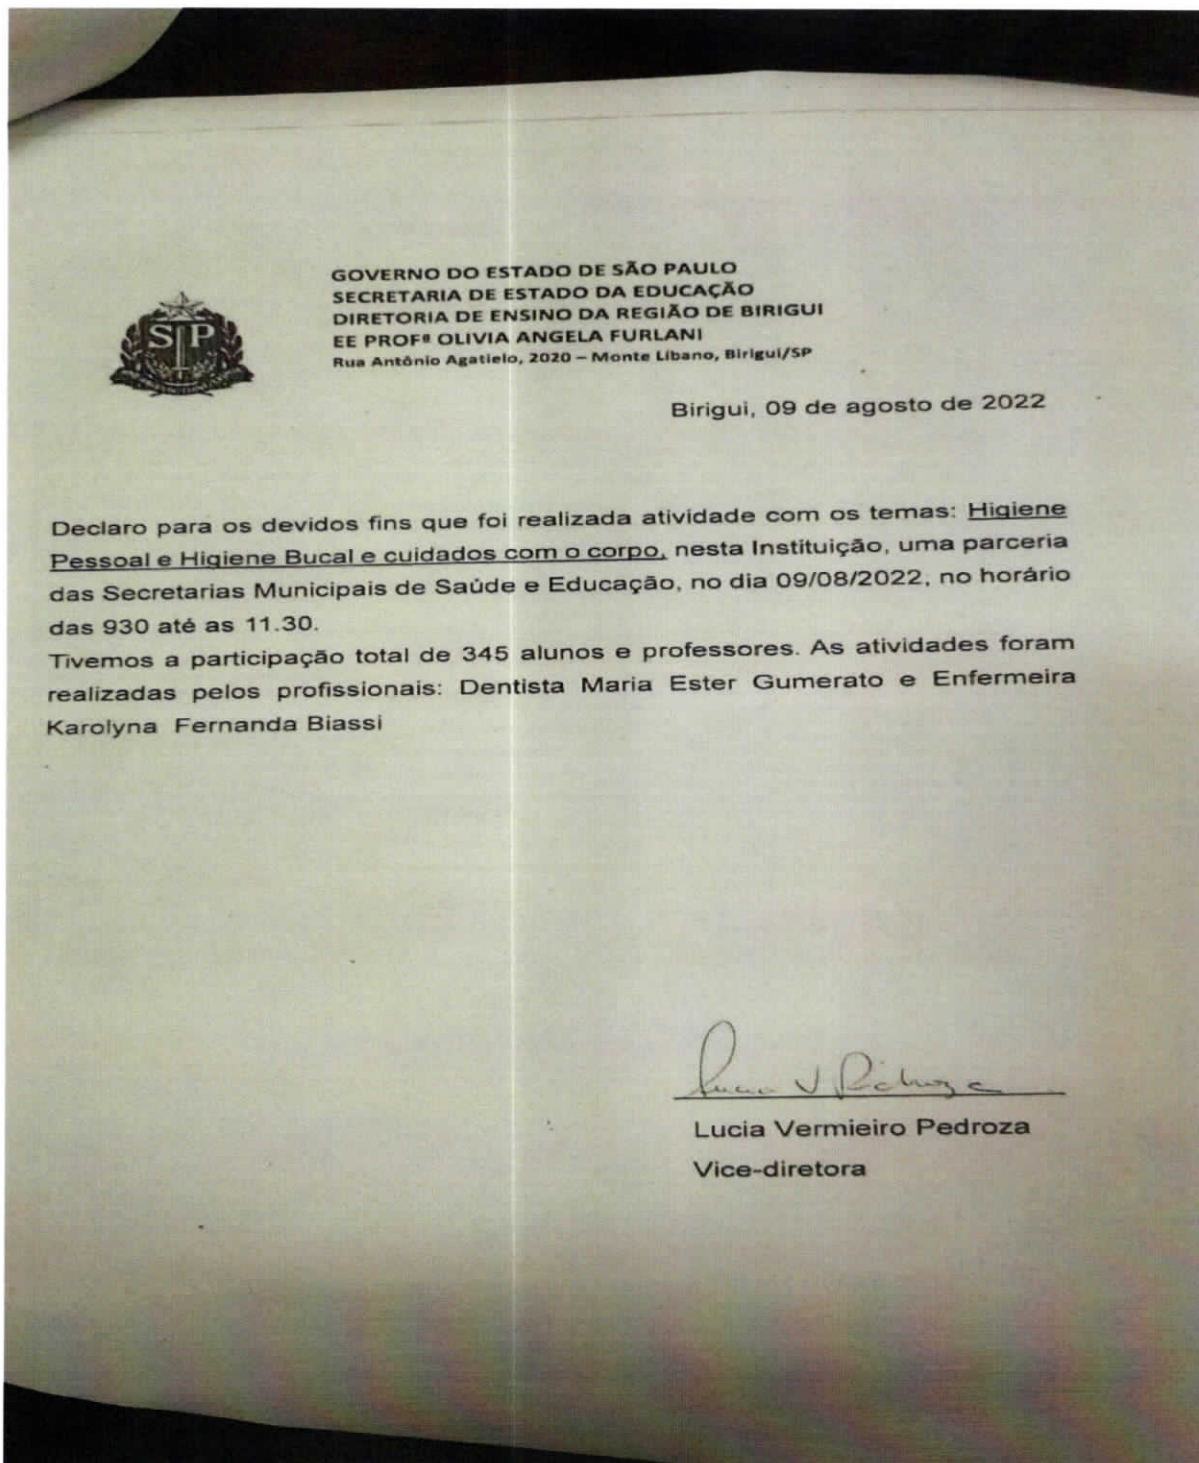 GOVERNO DO ESTADO DE SÃO PAULO
SECRETARIA DE ESTADO DA EDUCAÇÃO
DIRETORIA DE ENSINO DA REGIÃO DE BIRIGUI
EE PROFª OLIVIA ANGELA FURLANI
Rua Antônio Agatielo, 2020 – Monte Líbano, Birigui/SP
SP
Birigui, 09 de agosto de 2022
Declaro para os devidos fins que foi realizada atividade com os temas: Higiene
Pessoal e Higiene Bucal e cuidados com o corpo, nesta Instituição, uma parceria
das Secretarias Municipais de Saúde e Educação, no dia 09/08/2022, no horário
das 930 até as 11.30.
Tivemos a participação total de 345 alunos e professores. As atividades foram
realizadas pelos profissionais: Dentista Maria Ester Gumerato e Enfermeira
Karolyna Fernanda Biassi
Lucia V Pedroza
Lucia Vermieiro Pedroza
Vice-diretora